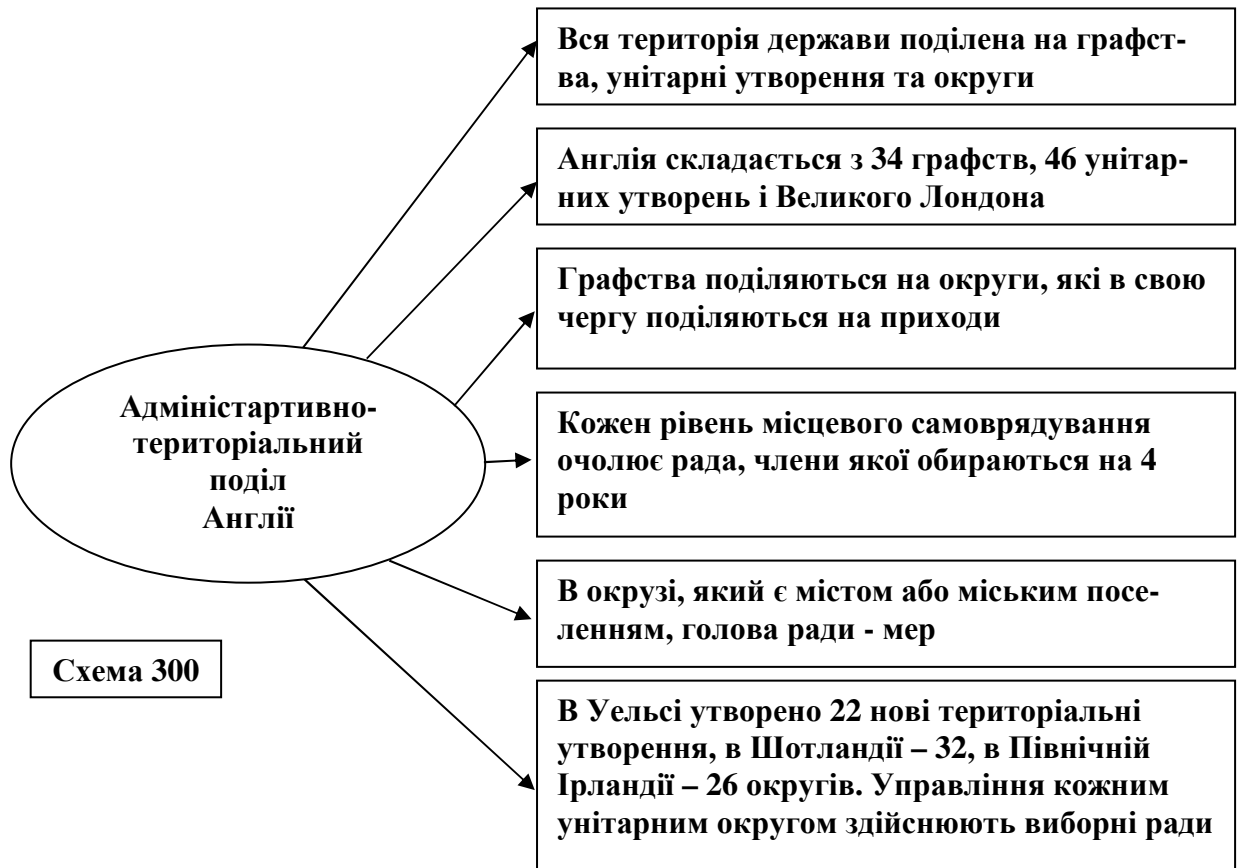 Вся територія держави поділена на графст-
ва, унітарні утворення та округи
Англія складається з 34 графств, 46 унітар-
них утворень і Великого Лондона
Графства поділяються на округи, які в свою
чергу поділяються на приходи
Адміністартивно-
територіальний
поділ
Англії
Кожен рівень місцевого самоврядування
очолює рада, члени якої обираються на 4
роки
В окрузі, який є містом або міським посе-
ленням, голова ради - мер
Схема 300
В Уельсі утворено 22 нові територіальні
утворення, в Шотландії – 32, в Північній
Ірландії – 26 округів. Управління кожним
унітарним округом здійснюють виборні ради